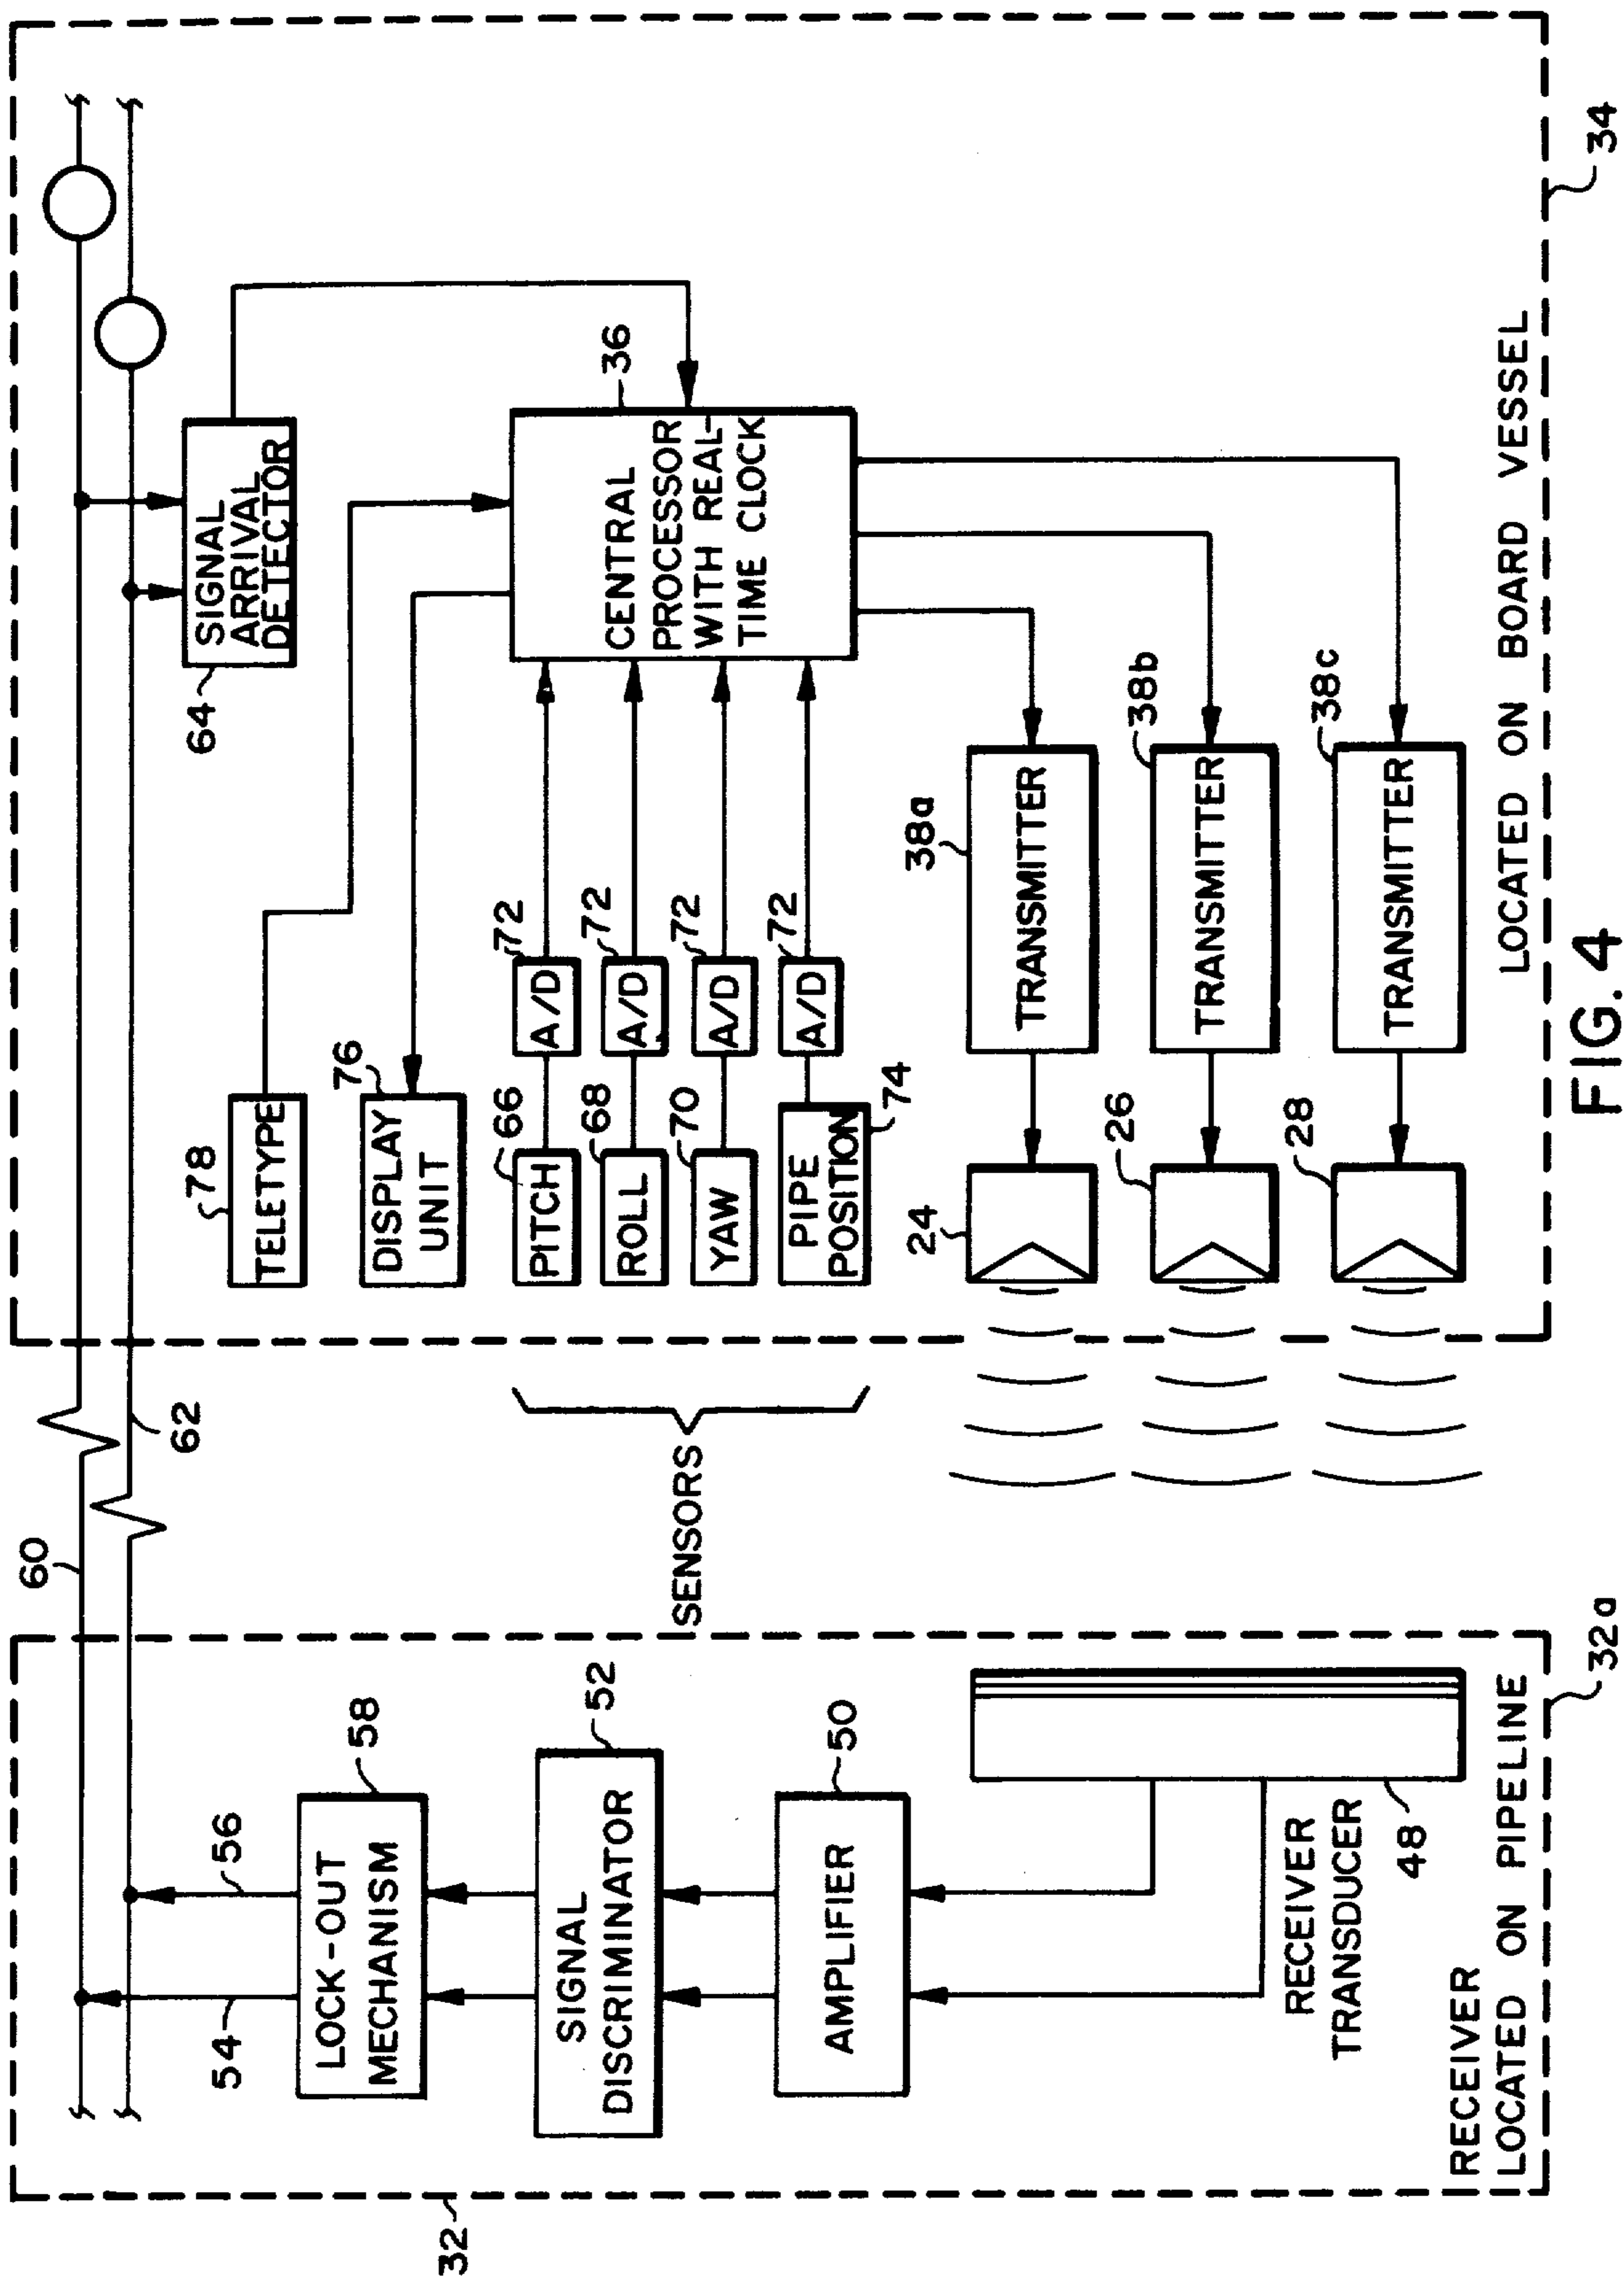 32
60
62
54
56
58
LOCK-OUT
MECHANISM
52
SIGNAL
DISCRIMINATOR
50
AMPLIFIER
RECEIVER
TRANSDUCER
48
RECEIVER
LOCATED ON PIPELINE
32a
SENSORS
64
SIGNAL
ARRIVAL
DETECTOR
78
TELETYPE
76
DISPLAY
UNIT
66
PITCH
72
A/D
68
ROLL
72
A/D
70
YAW
72
A/D
74
PIPE
POSITION
72
A/D
36
CENTRAL
PROCESSOR
WITH REAL-
TIME CLOCK
24
38a
TRANSMITTER
26
38b
TRANSMITTER
28
38c
TRANSMITTER
LOCATED ON BOARD VESSEL
34
FIG. 4